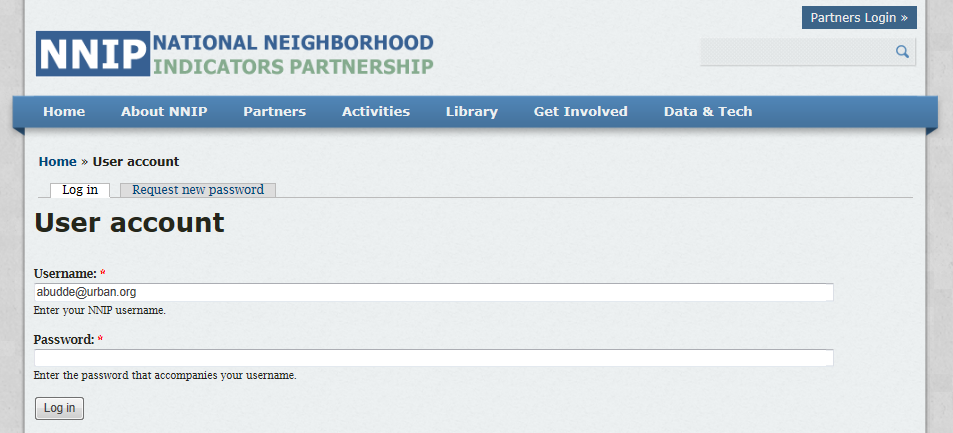 Partners Login »
NNIP NATIONAL NEIGHBORHOOD
INDICATORS PARTNERSHIP
Home About NNIP Partners Activities Library Get Involved Data & Tech
Home » User account
Log in Request new password
User account
Username: *
abudde@urban.org
Enter your NNIP username.
Password: *
Enter the password that accompanies your username.
Log in